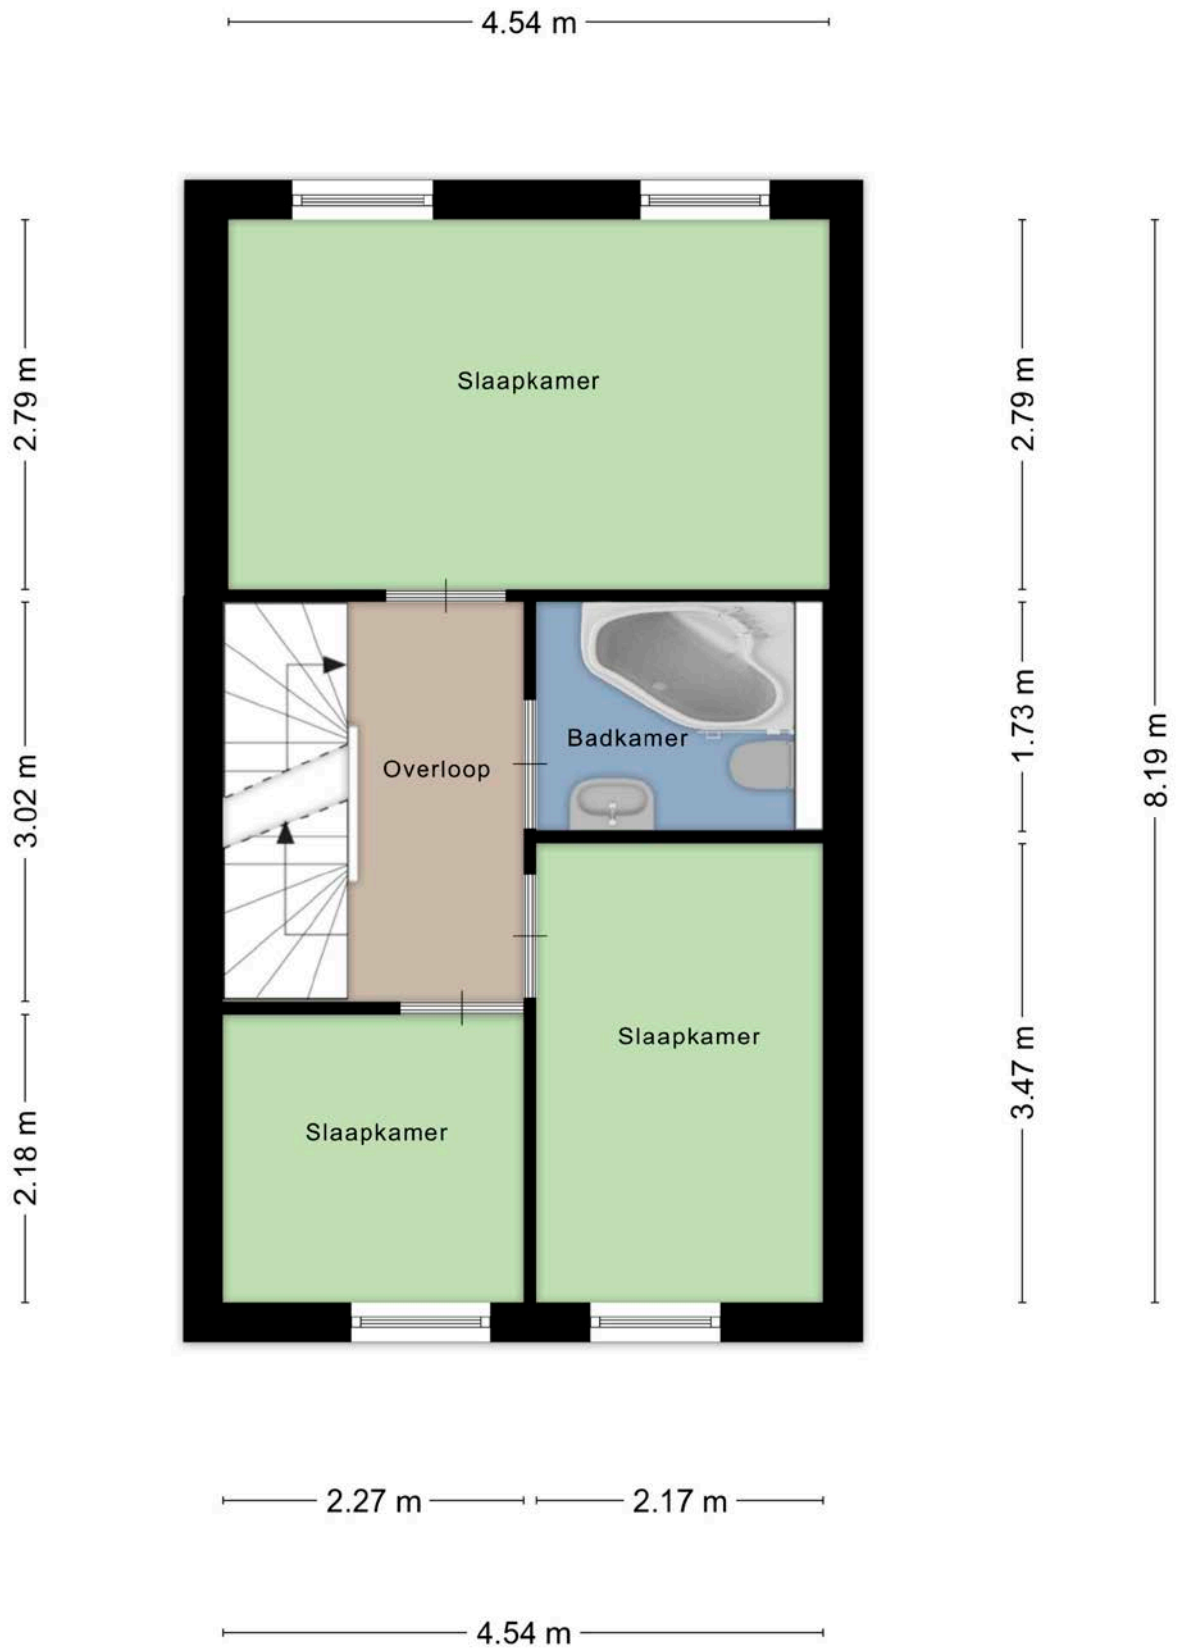 4.54 m
2.79 m
2.79 m
Slaapkamer
3.02 m
1.73 m
8.19 m
Badkamer
Overloop
3.47 m
Slaapkamer
2.18 m
Slaapkamer
2.27 m
2.17 m
4.54 m